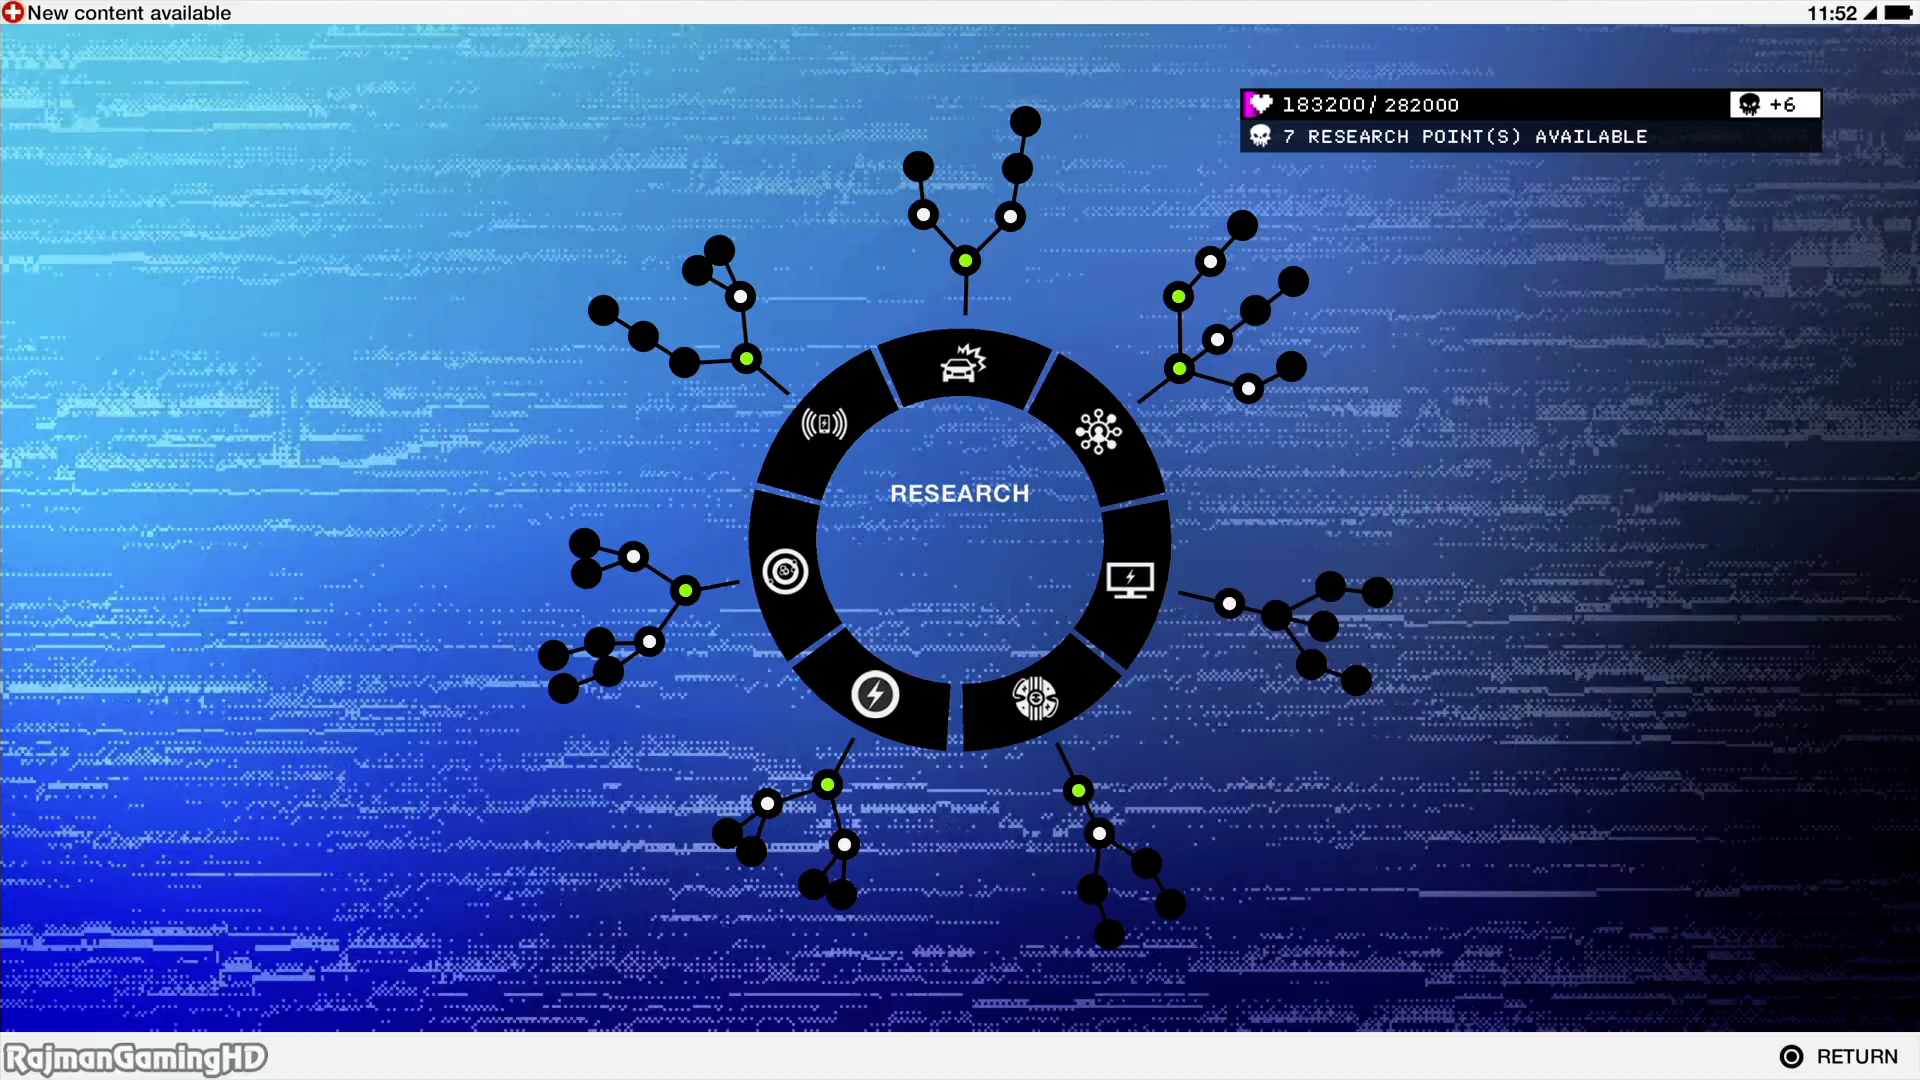 New content available
11:52
183200/ 282000
+6
7 RESEARCH POINT(S) AVAILABLE
RESEARCH
RajmanGamingHD
RETURN